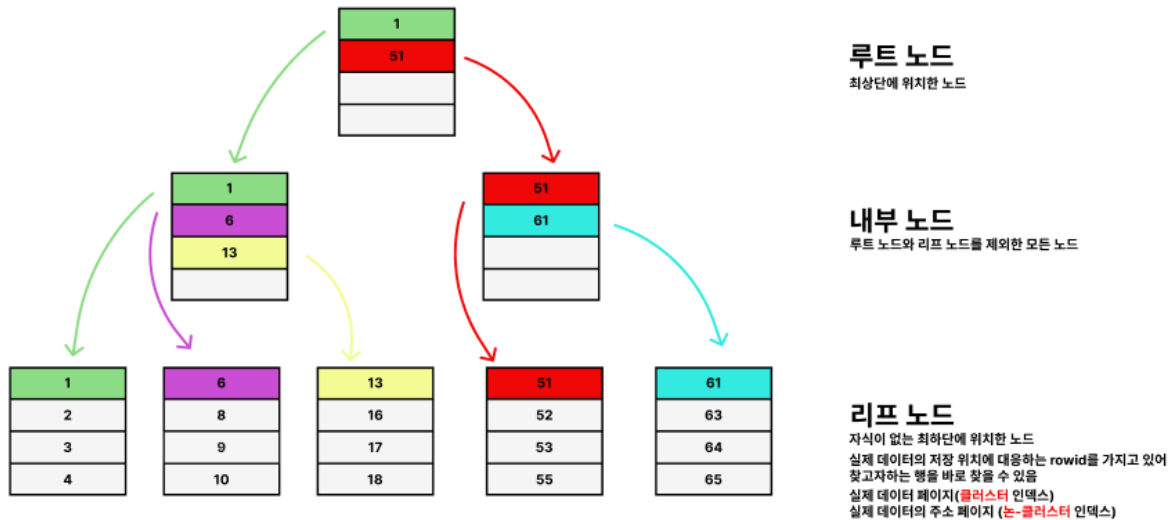 1
51
루트 노드
최상단에 위치한 노드
1
6
13
51
61
내부 노드
루트 노드와 리프 노드를 제외한 모든 노드
1
2
3
4
6
8
9
10
13
16
17
18
51
52
53
55
61
63
64
65
리프 노드
자식이 없는 최하단에 위치한 노드
실제 데이터의 저장 위치에 대응하는 rowid를 가지고 있어
찾고자하는 행을 바로 찾을 수 있음
실제 데이터 페이지(클러스터 인덱스)
실제 데이터의 주소 페이지 (논-클러스터 인덱스)